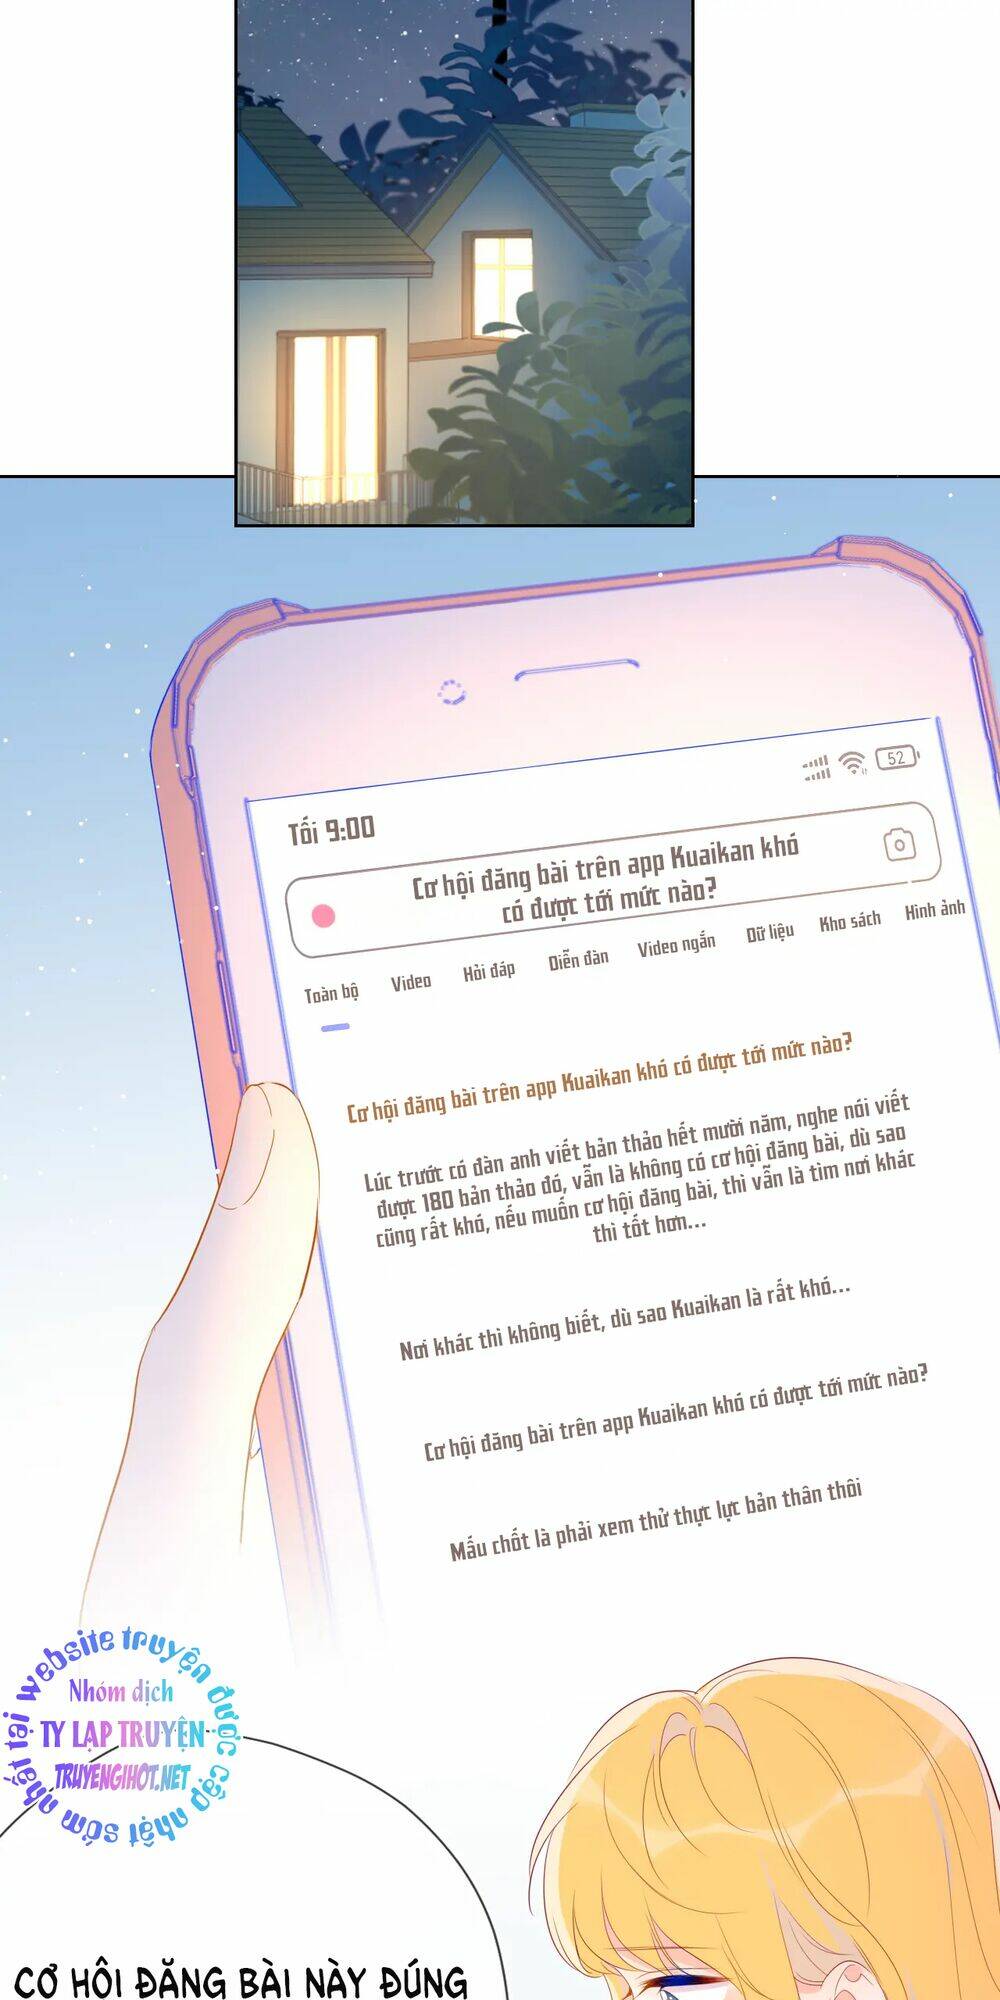 52
Tối 9:00
Cơ hội đăng bài trên app Kuaikan khó
có được tới mức nào?
Toàn bộ Video Hỏi đáp Diễn đàn Video ngắn Dữ liệu Kho sách Hình ảnh
Cơ hội đăng bài trên app Kuaikan khó có được tới mức nào?
Lúc trước có đàn anh viết bản thảo hết mười năm, nghe nói viết
được 180 bản thảo đó, vẫn là không có cơ hội đăng bài, dù sao
cũng rất khó, nếu muốn cơ hội đăng bài, thì vẫn là tìm nơi khác
thì tốt hơn...
Nơi khác thì không biết, dù sao Kuaikan là rất khó...
Cơ hội đăng bài trên app Kuaikan khó có được tới mức nào?
Mấu chốt là phải xem thử thực lực bản thân thôi
website truyện được cập nhật sớm nhất tại
Nhóm dịch
TY LAP TRUYỆN
TRUYENGIHOT.NET
CƠ HỘI ĐĂNG BÀI NÀY ĐÚNG